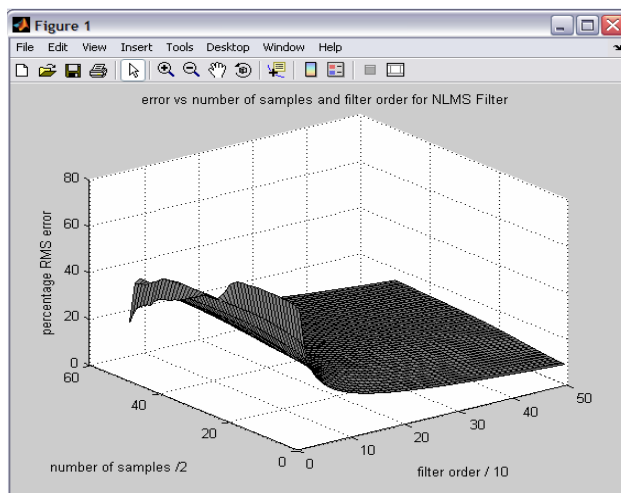 Figure 1
File Edit View Insert Tools Desktop Window Help
error vs number of samples and filter order for NLMS Filter
80
60
40
20
0
percentage RMS error
60
40
20
0
number of samples /2
0
10
20
30
40
50
filter order / 10